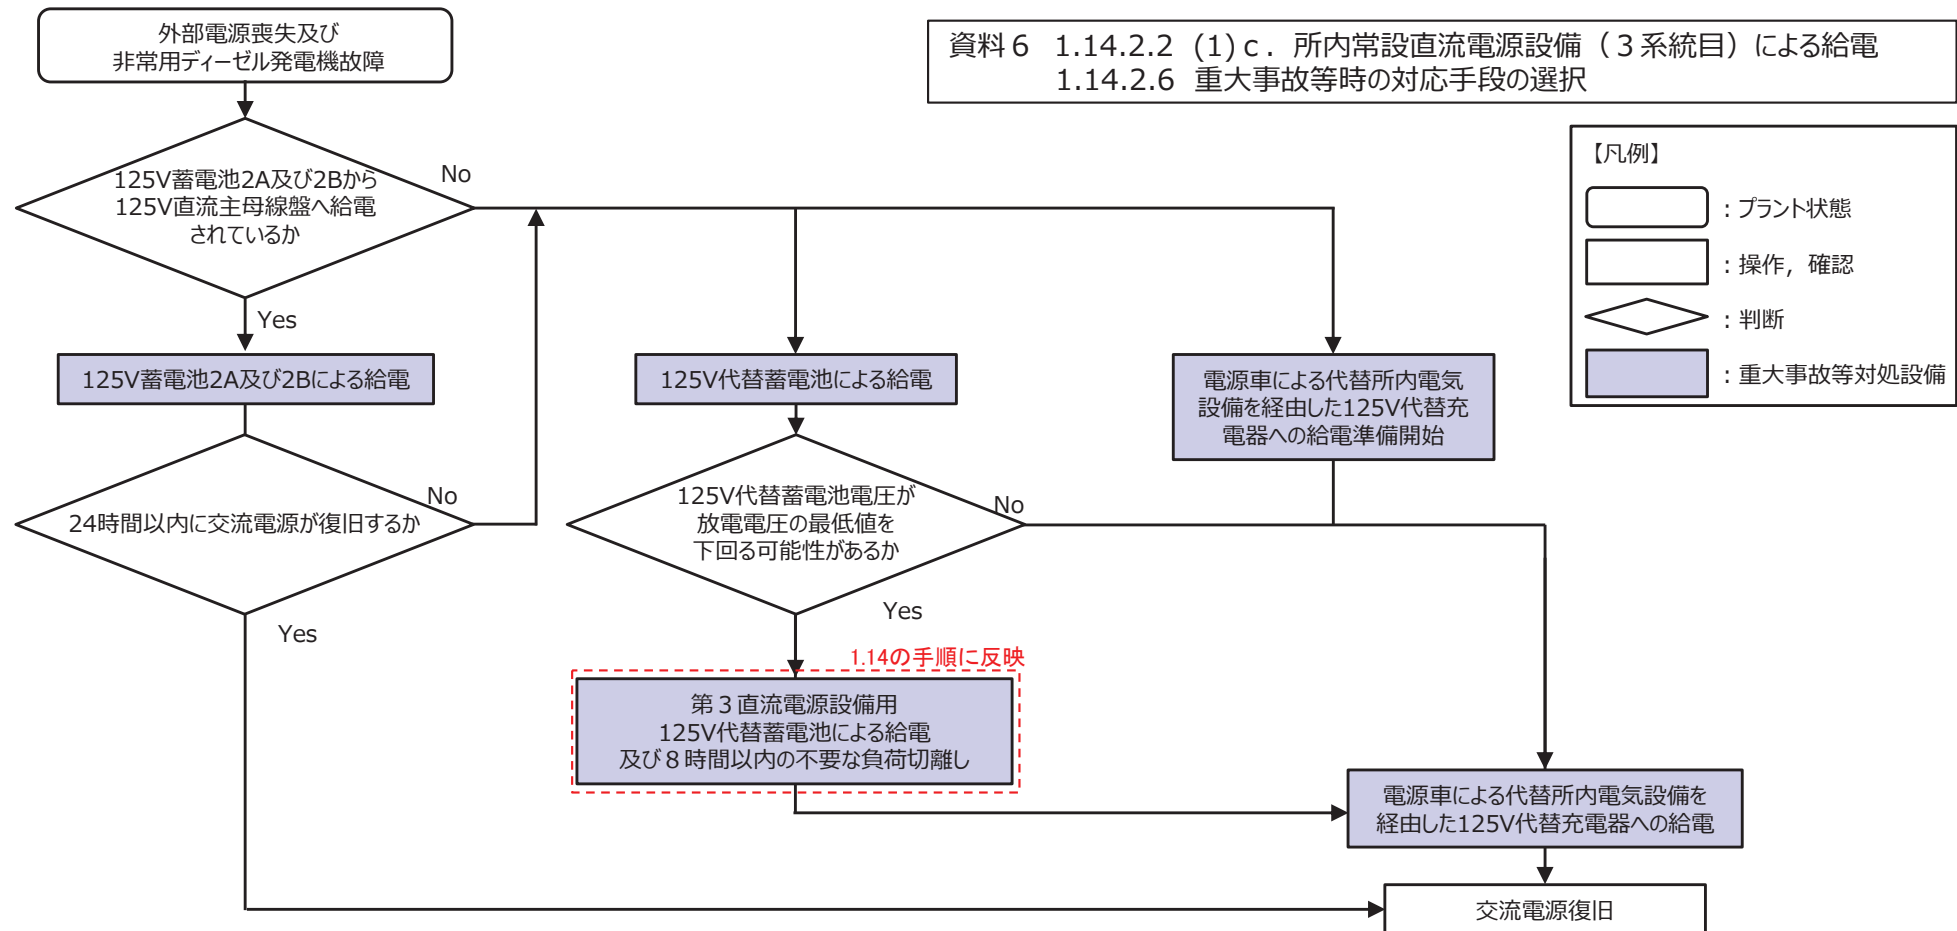 外部電源喪失及び
非常用ディーゼル発電機故障
資料６ 1.14.2.2 (1)ｃ．所内常設直流電源設備（３系統目）による給電
1.14.2.6 重大事故等時の対応手段の選択
【凡例】
：プラント状態
：操作，確認
：判断
：重大事故等対処設備
125V蓄電池2A及び2Bから
125V直流主母線盤へ給電
されているか
No
Yes
125V蓄電池2A及び2Bによる給電
125V代替蓄電池による給電
電源車による代替所内電気
設備を経由した125V代替充
電器への給電準備開始
24時間以内に交流電源が復旧するか
No
Yes
125V代替蓄電池電圧が
放電電圧の最低値を
下回る可能性があるか
No
Yes
1.14の手順に反映
第３直流電源設備用
125V代替蓄電池による給電
及び８時間以内の不要な負荷切離し
電源車による代替所内電気設備を
経由した125V代替充電器への給電
交流電源復旧